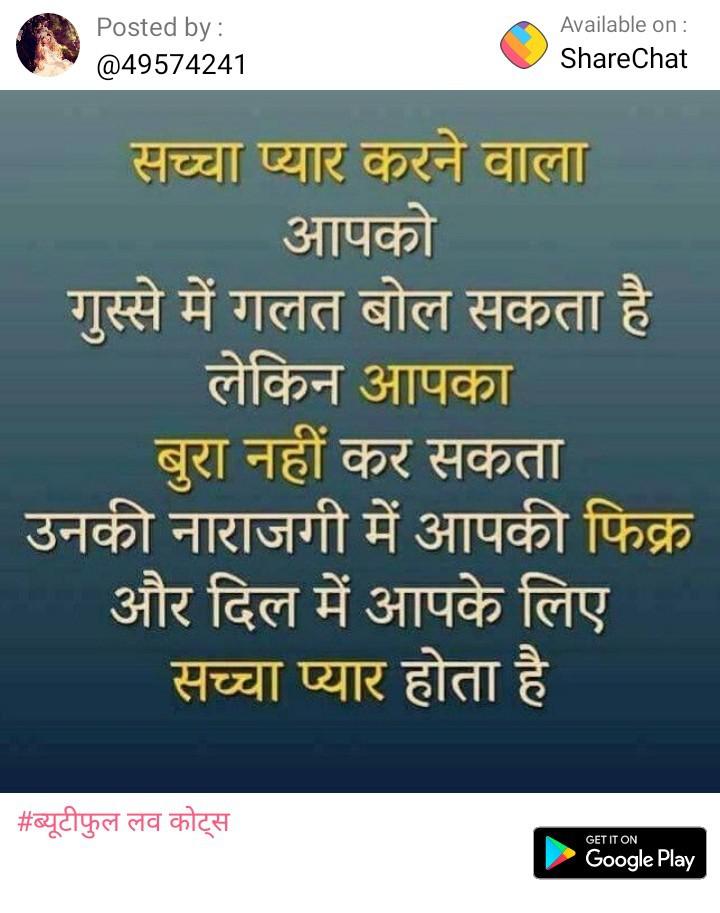 Posted by :
@49574241
Available on :
ShareChat
सच्चा प्यार करने वाला
आपको
गुस्से में गलत बोल सकता है
लेकिन आपका
बुरा नहीं कर सकता
उनकी नाराजगी में आपकी फिक्र
और दिल में आपके लिए
सच्चा प्यार होता है
#ब्यूटीफुल लव कोट्स
GET IT ON
Google Play